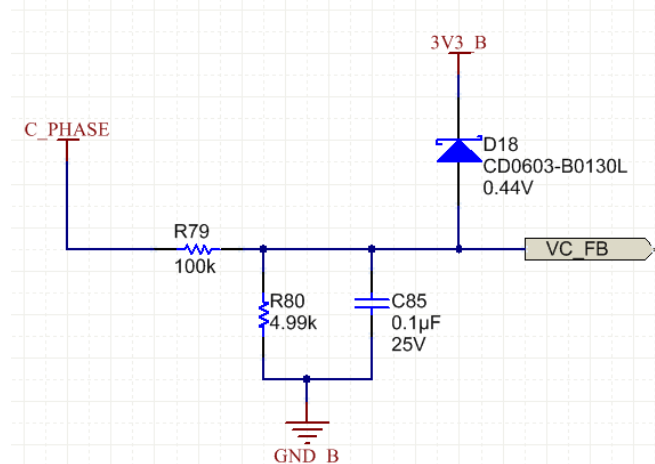 3V3_B
C_PHASE
D18
CD0603-B0130L
0.44V
R79
100k
VC_FB
R80
4.99k
C85
0.1µF
25V
GND_B